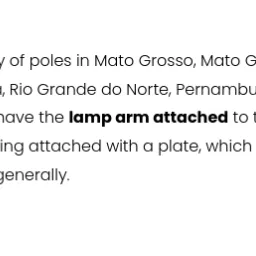 y of poles in Mato Grosso, Mato G
, Rio Grande do Norte, Pernambu
have the lamp arm attached to t
ing attached with a plate, which
generally.